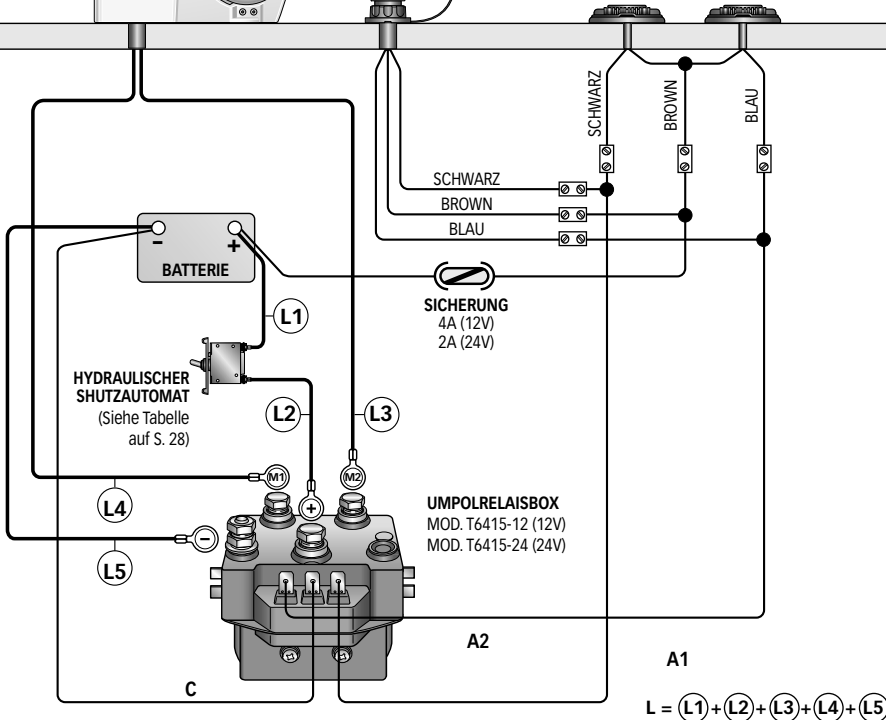 SCHWARZ
BROWN
BLAU
SCHWARZ
BROWN
BLAU
- +
BATTERIE
L1
SICHERUNG
4A (12V)
2A (24V)
HYDRAULISCHER
SHUTZAUTOMAT
(Siehe Tabelle
auf S. 28)
L2
L3
M1
M2
L4
+
UMPOLRELAISBOX
MOD. T6415-12 (12V)
MOD. T6415-24 (24V)
-
L5
A2
A1
C
L = L1+L2+L3+L4+L5